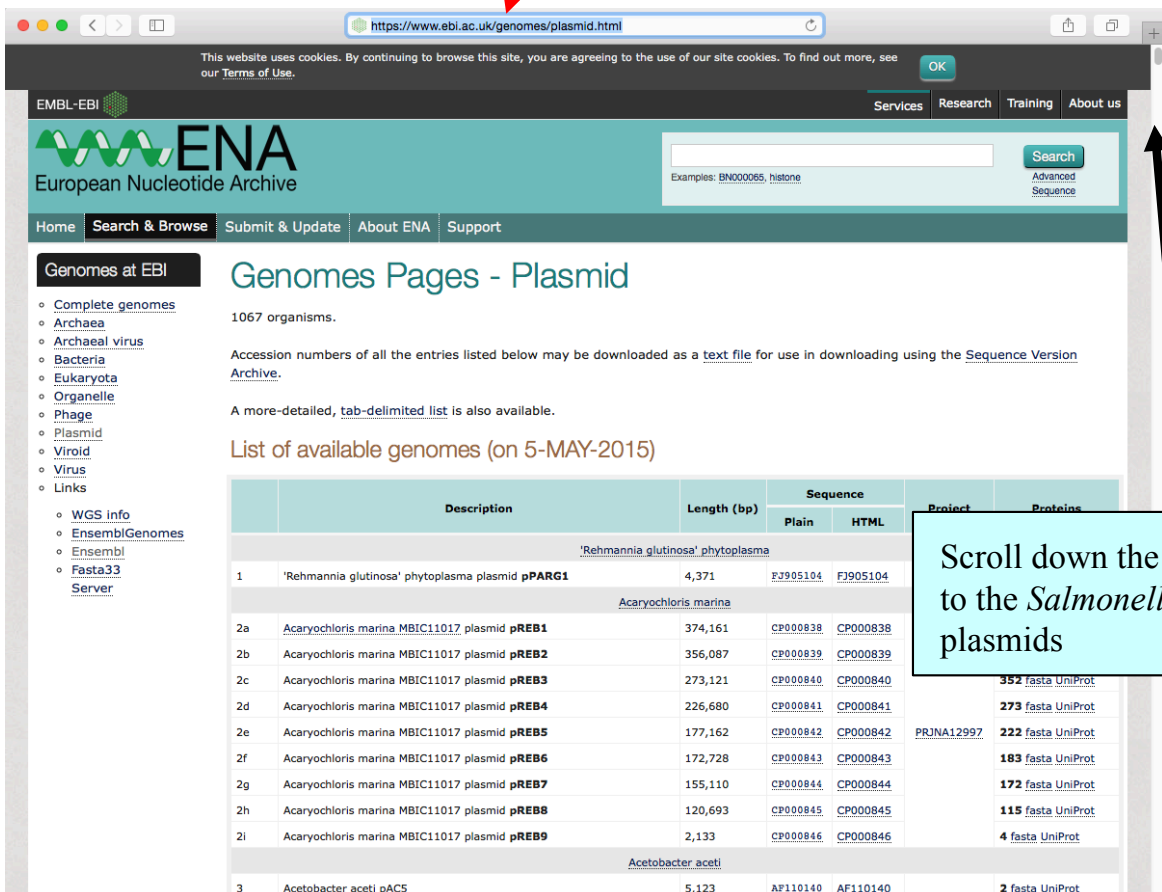 https://www.ebi.ac.uk/genomes/plasmid.html
This website uses cookies. By continuing to browse this site, you are agreeing to the use of our site cookies. To find out more, see
our Terms of Use.
OK
EMBL-EBI
Services Research Training About us
ENA
European Nucleotide Archive
Search
Examples: BN000065, histone
Advanced
Sequence
Home Search & Browse Submit & Update About ENA Support
Genomes at EBI
Complete genomes
Archaea
Archaeal virus
Bacteria
Eukaryota
Organelle
Phage
Plasmid
Viroid
Virus
Links
WGS info
EnsemblGenomes
Ensembl
Fasta33
Server
Genomes Pages - Plasmid
1067 organisms.
Accession numbers of all the entries listed below may be downloaded as a text file for use in downloading using the Sequence Version
Archive.
A more-detailed, tab-delimited list is also available.
List of available genomes (on 5-MAY-2015)
Description Length (bp) Sequence Project Proteins
Plain HTML
'Rehmannia glutinosa' phytoplasma
1 'Rehmannia glutinosa' phytoplasma plasmid pPARG1 4,371 FJ905104 FJ905104
Acaryochloris marina
2a Acaryochloris marina MBIC11017 plasmid pREB1 374,161 CP000838 CP000838
2b Acaryochloris marina MBIC11017 plasmid pREB2 356,087 CP000839 CP000839
2c Acaryochloris marina MBIC11017 plasmid pREB3 273,121 CP000840 CP000840 352 fasta UniProt
2d Acaryochloris marina MBIC11017 plasmid pREB4 226,680 CP000841 CP000841 273 fasta UniProt
2e Acaryochloris marina MBIC11017 plasmid pREB5 177,162 CP000842 CP000842 PRJNA12997 222 fasta UniProt
2f Acaryochloris marina MBIC11017 plasmid pREB6 172,728 CP000843 CP000843 183 fasta UniProt
2g Acaryochloris marina MBIC11017 plasmid pREB7 155,110 CP000844 CP000844 172 fasta UniProt
2h Acaryochloris marina MBIC11017 plasmid pREB8 120,693 CP000845 CP000845 115 fasta UniProt
2i Acaryochloris marina MBIC11017 plasmid pREB9 2,133 CP000846 CP000846 4 fasta UniProt
Acetobacter aceti
3 Acetobacter aceti pAC5 5,123 AF110140 AF110140 2 fasta UniProt
Scroll down the
to the Salmonell
plasmids